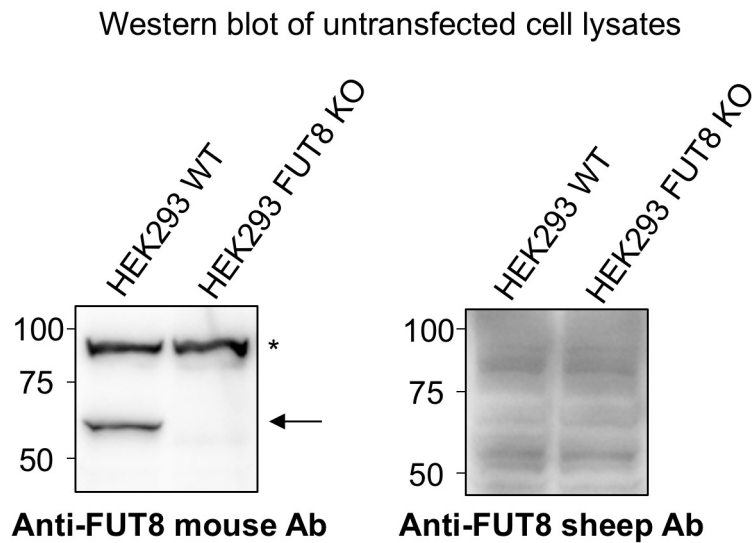 Western blot of untransfected cell lysates
HEK293 WT
HEK293 FUT8 KO
HEK293 WT
HEK293 FUT8 KO
100
75
50
*
100
75
50
Anti-FUT8 mouse Ab
Anti-FUT8 sheep Ab